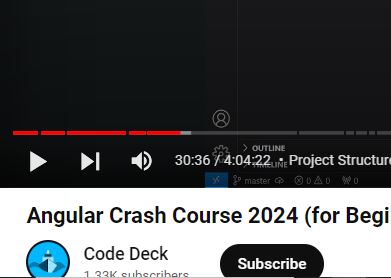 OUTLINE
TIMELINE
30:36 / 4:04:22 • Project Structure
master 0 0 0
Angular Crash Course 2024 (for Begi
Code Deck
1.33K subscribers
Subscribe